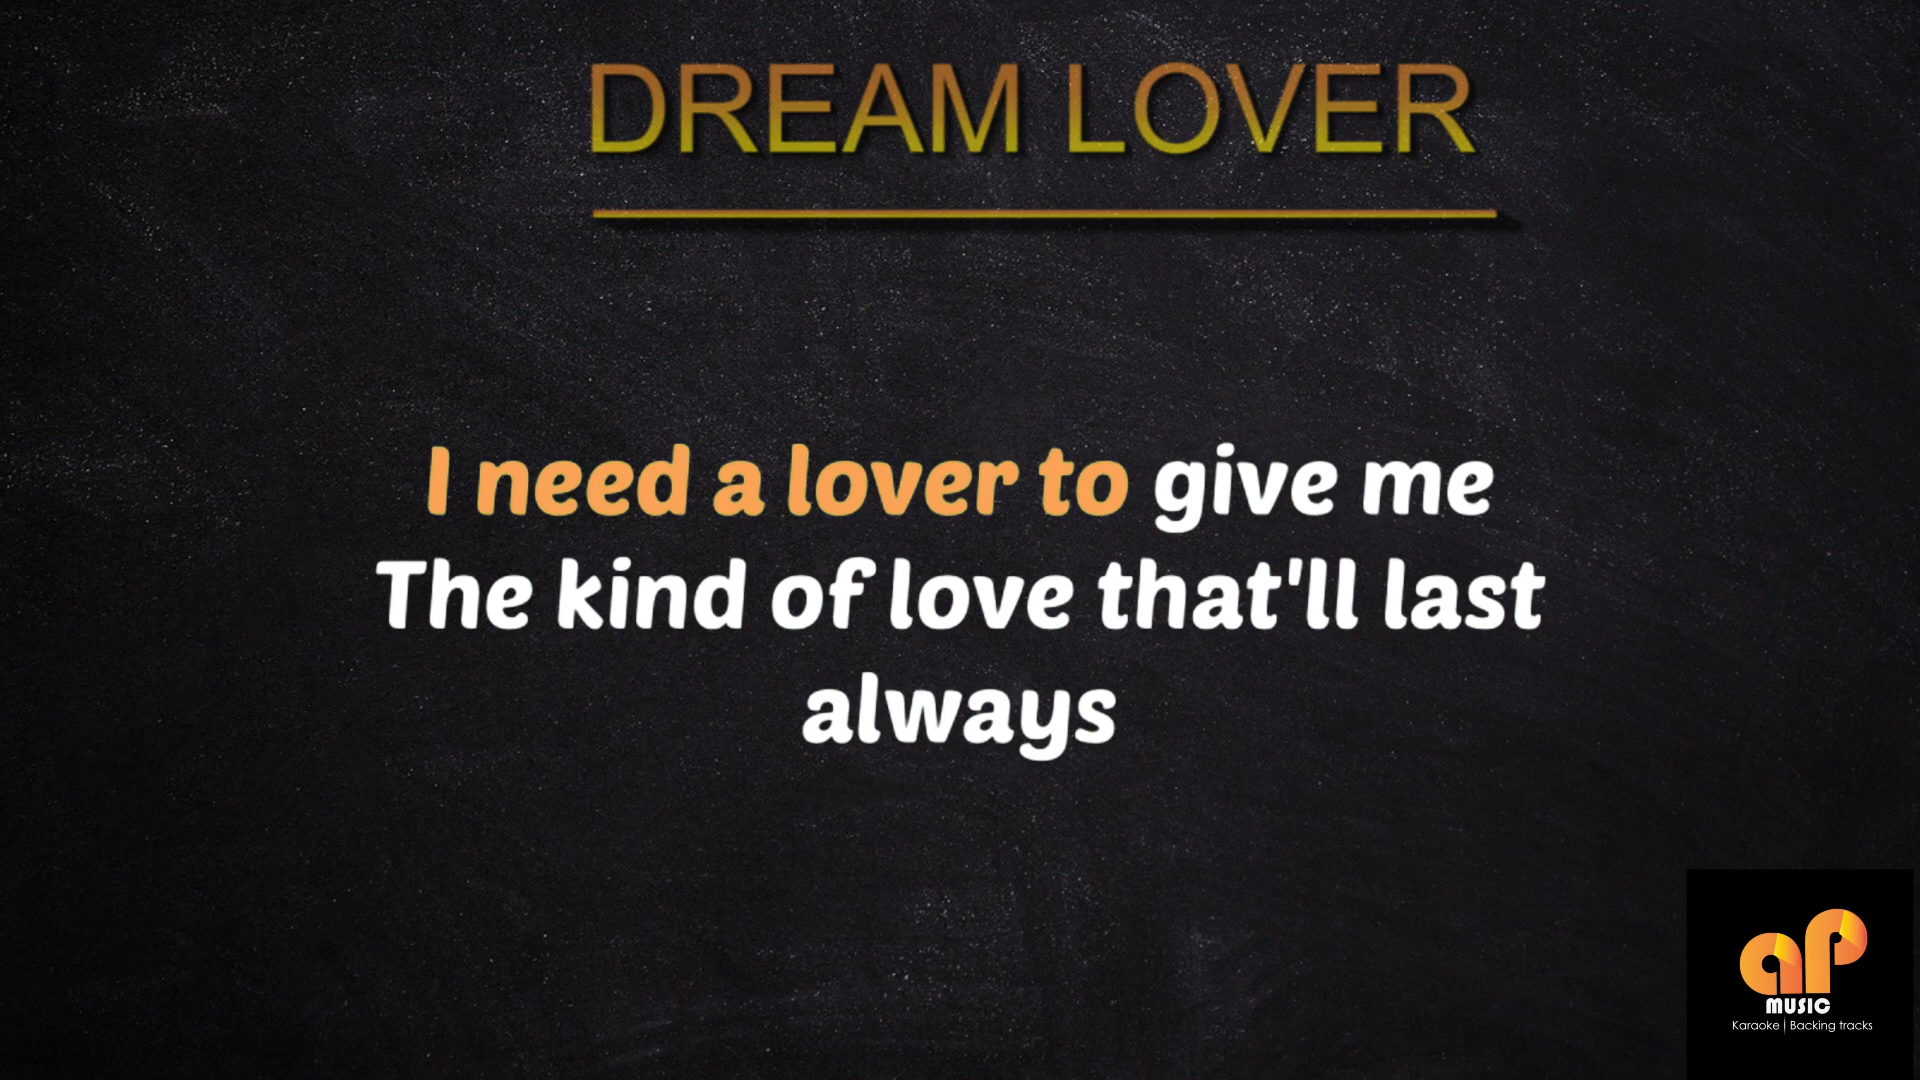 DREAM LOVER
I need a lover to give me
The kind of love that'll last
always
aP
MUSIC
Karaoke | Backing tracks